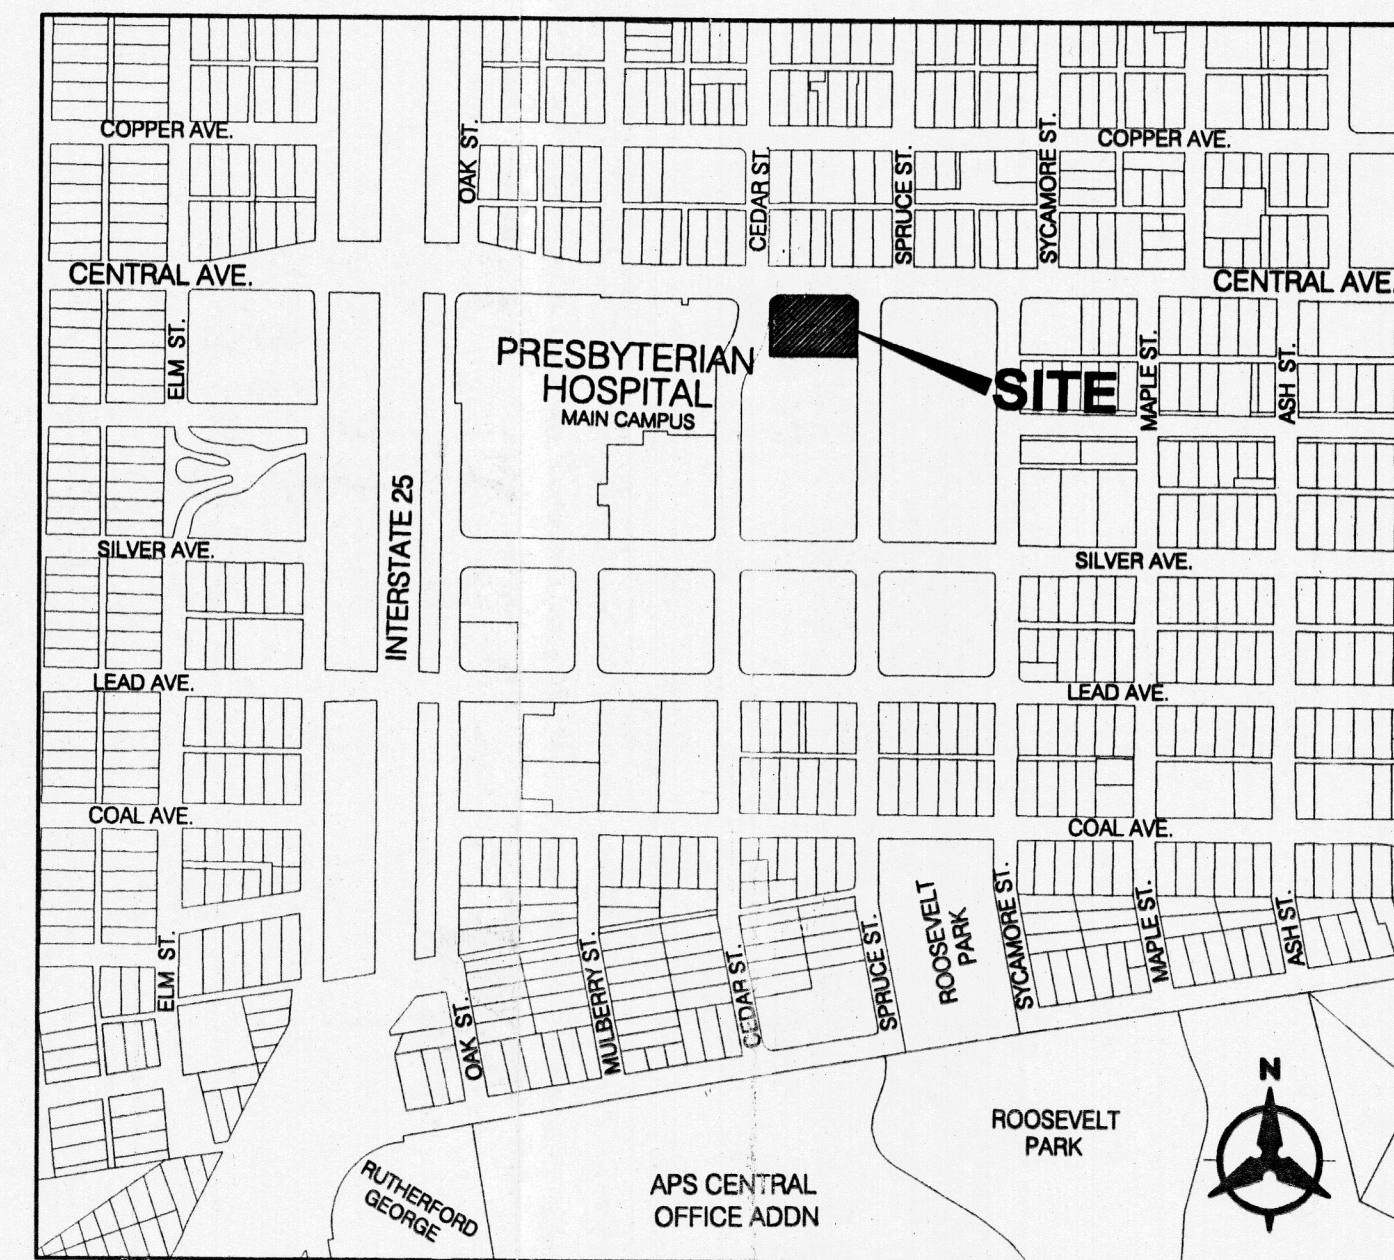 COPPER AVE.
OAK ST.
CEDAR ST.
SPRUCE ST.
SYCAMORE ST.
COPPER AVE.
CENTRAL AVE.
CENTRAL AVE.
ELM ST.
PRESBYTERIAN
HOSPITAL
MAIN CAMPUS
SITE
MAPLE ST.
ASH ST.
INTERSTATE 25
SILVER AVE.
SILVER AVE.
LEAD AVE.
LEAD AVE.
COAL AVE.
COAL AVE.
ELM ST.
OAK ST.
MULBERRY ST.
CEDAR ST.
SPRUCE ST.
ROOSEVELT
PARK
SYCAMORE ST.
MAPLE ST.
ASH ST.
N
ROOSEVELT
PARK
RUTHERFORD
GEORGE
APS CENTRAL
OFFICE ADDN